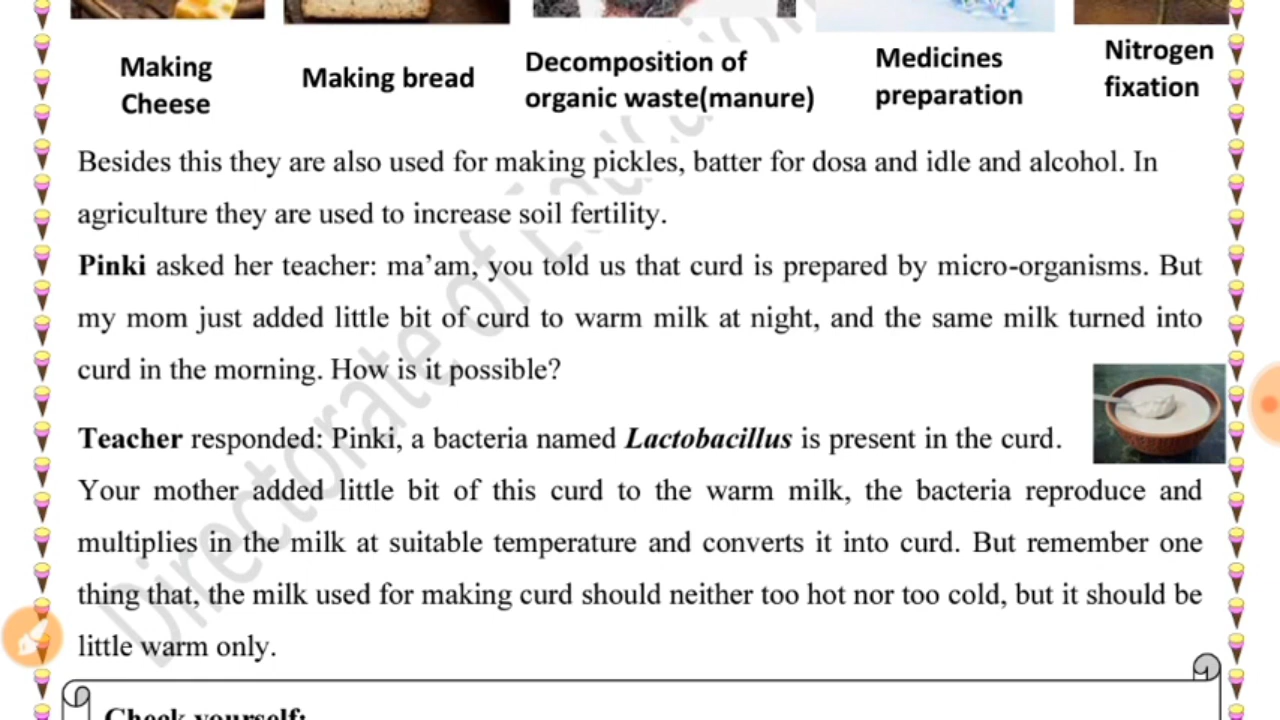 Making
Cheese
Making bread
Decomposition of
organic waste(manure)
Medicines
preparation
Nitrogen
fixation
Besides this they are also used for making pickles, batter for dosa and idle and alcohol. In
agriculture they are used to increase soil fertility.
Pinki asked her teacher: ma’am, you told us that curd is prepared by micro-organisms. But
my mom just added little bit of curd to warm milk at night, and the same milk turned into
curd in the morning. How is it possible?
Teacher responded: Pinki, a bacteria named Lactobacillus is present in the curd.
Your mother added little bit of this curd to the warm milk, the bacteria reproduce and
multiplies in the milk at suitable temperature and converts it into curd. But remember one
thing that, the milk used for making curd should neither too hot nor too cold, but it should be
little warm only.
Check yourself:
Directorate of Education